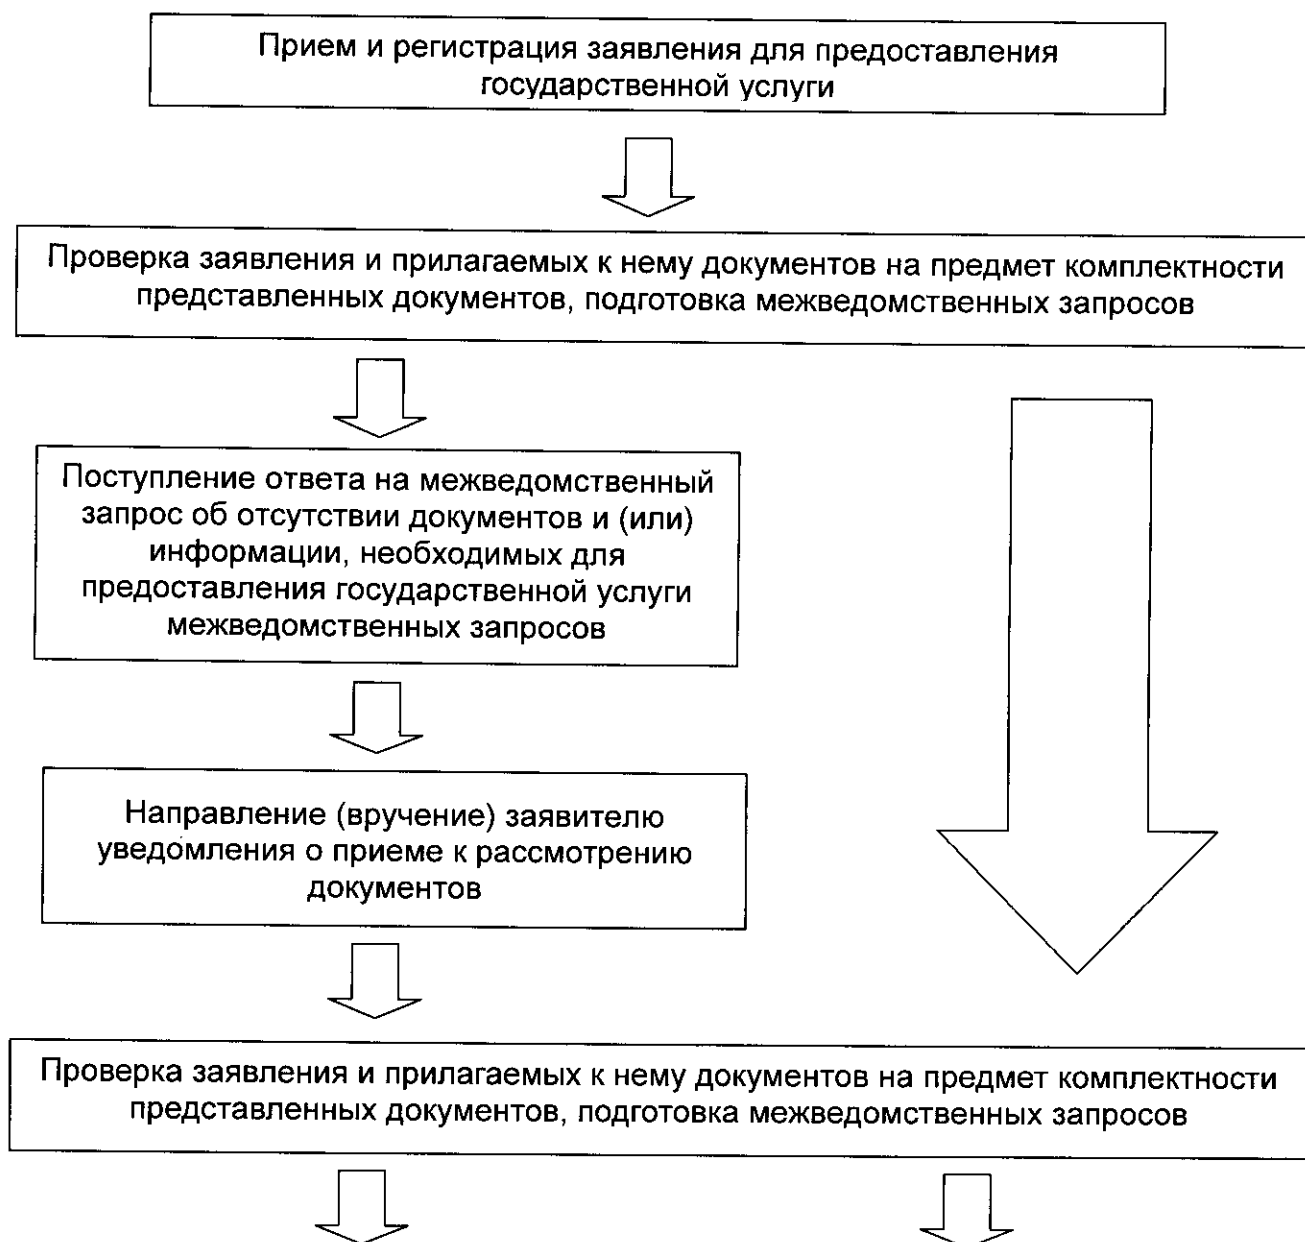 Прием и регистрация заявления для предоставления
государственной услуги
Проверка заявления и прилагаемых к нему документов на предмет комплектности
представленных документов, подготовка межведомственных запросов
Поступление ответа на межведомственный
запрос об отсутствии документов и (или)
информации, необходимых для
предоставления государственной услуги
межведомственных запросов
Направление (вручение) заявителю
уведомления о приеме к рассмотрению
документов
Проверка заявления и прилагаемых к нему документов на предмет комплектности
представленных документов, подготовка межведомственных запросов